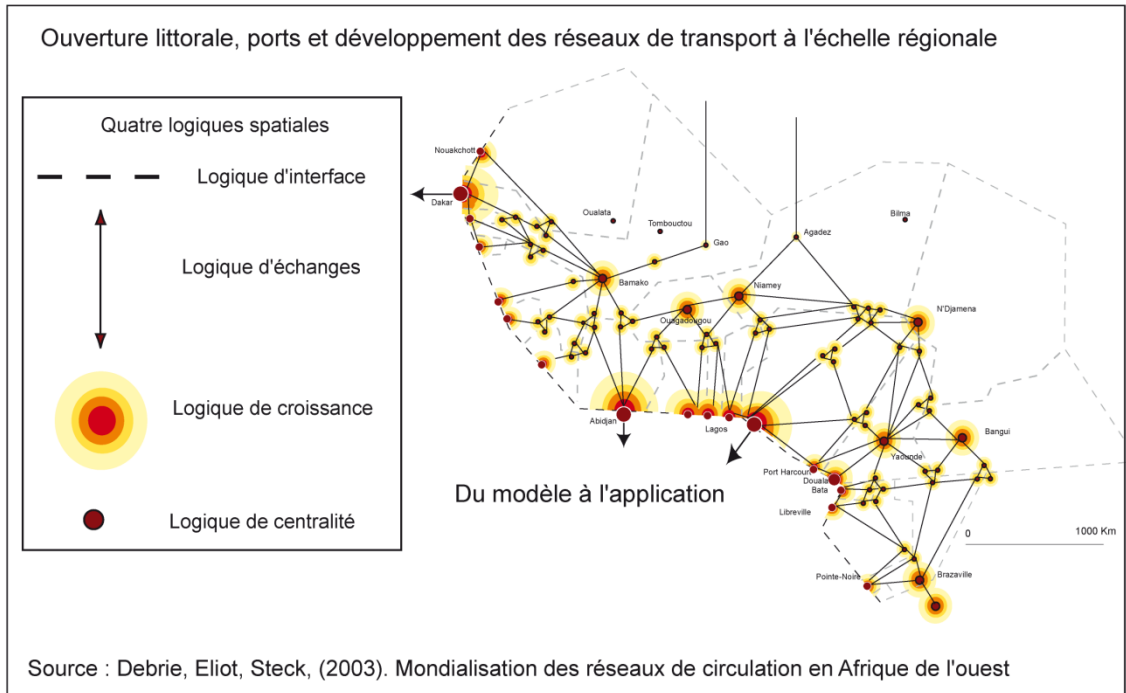 Ouverture littorale, ports et développement des réseaux de transport à l'échelle régionale
Quatre logiques spatiales
Logique d'interface
Logique d'échanges
Logique de croissance
Logique de centralité
Nouakchott
Dakar
Oualata
Tombouctou
Gao
Agadez
Bilma
Bamako
Niamey
Ouagadougou
N'Djamena
Abidjan
Lagos
Bangui
Yaounde
Port Harcourt
Douala
Bata
Libreville
Du modèle à l'application
0
1000 Km
Pointe-Noire
Brazaville
Source : Debrie, Eliot, Steck, (2003). Mondialisation des réseaux de circulation en Afrique de l'ouest